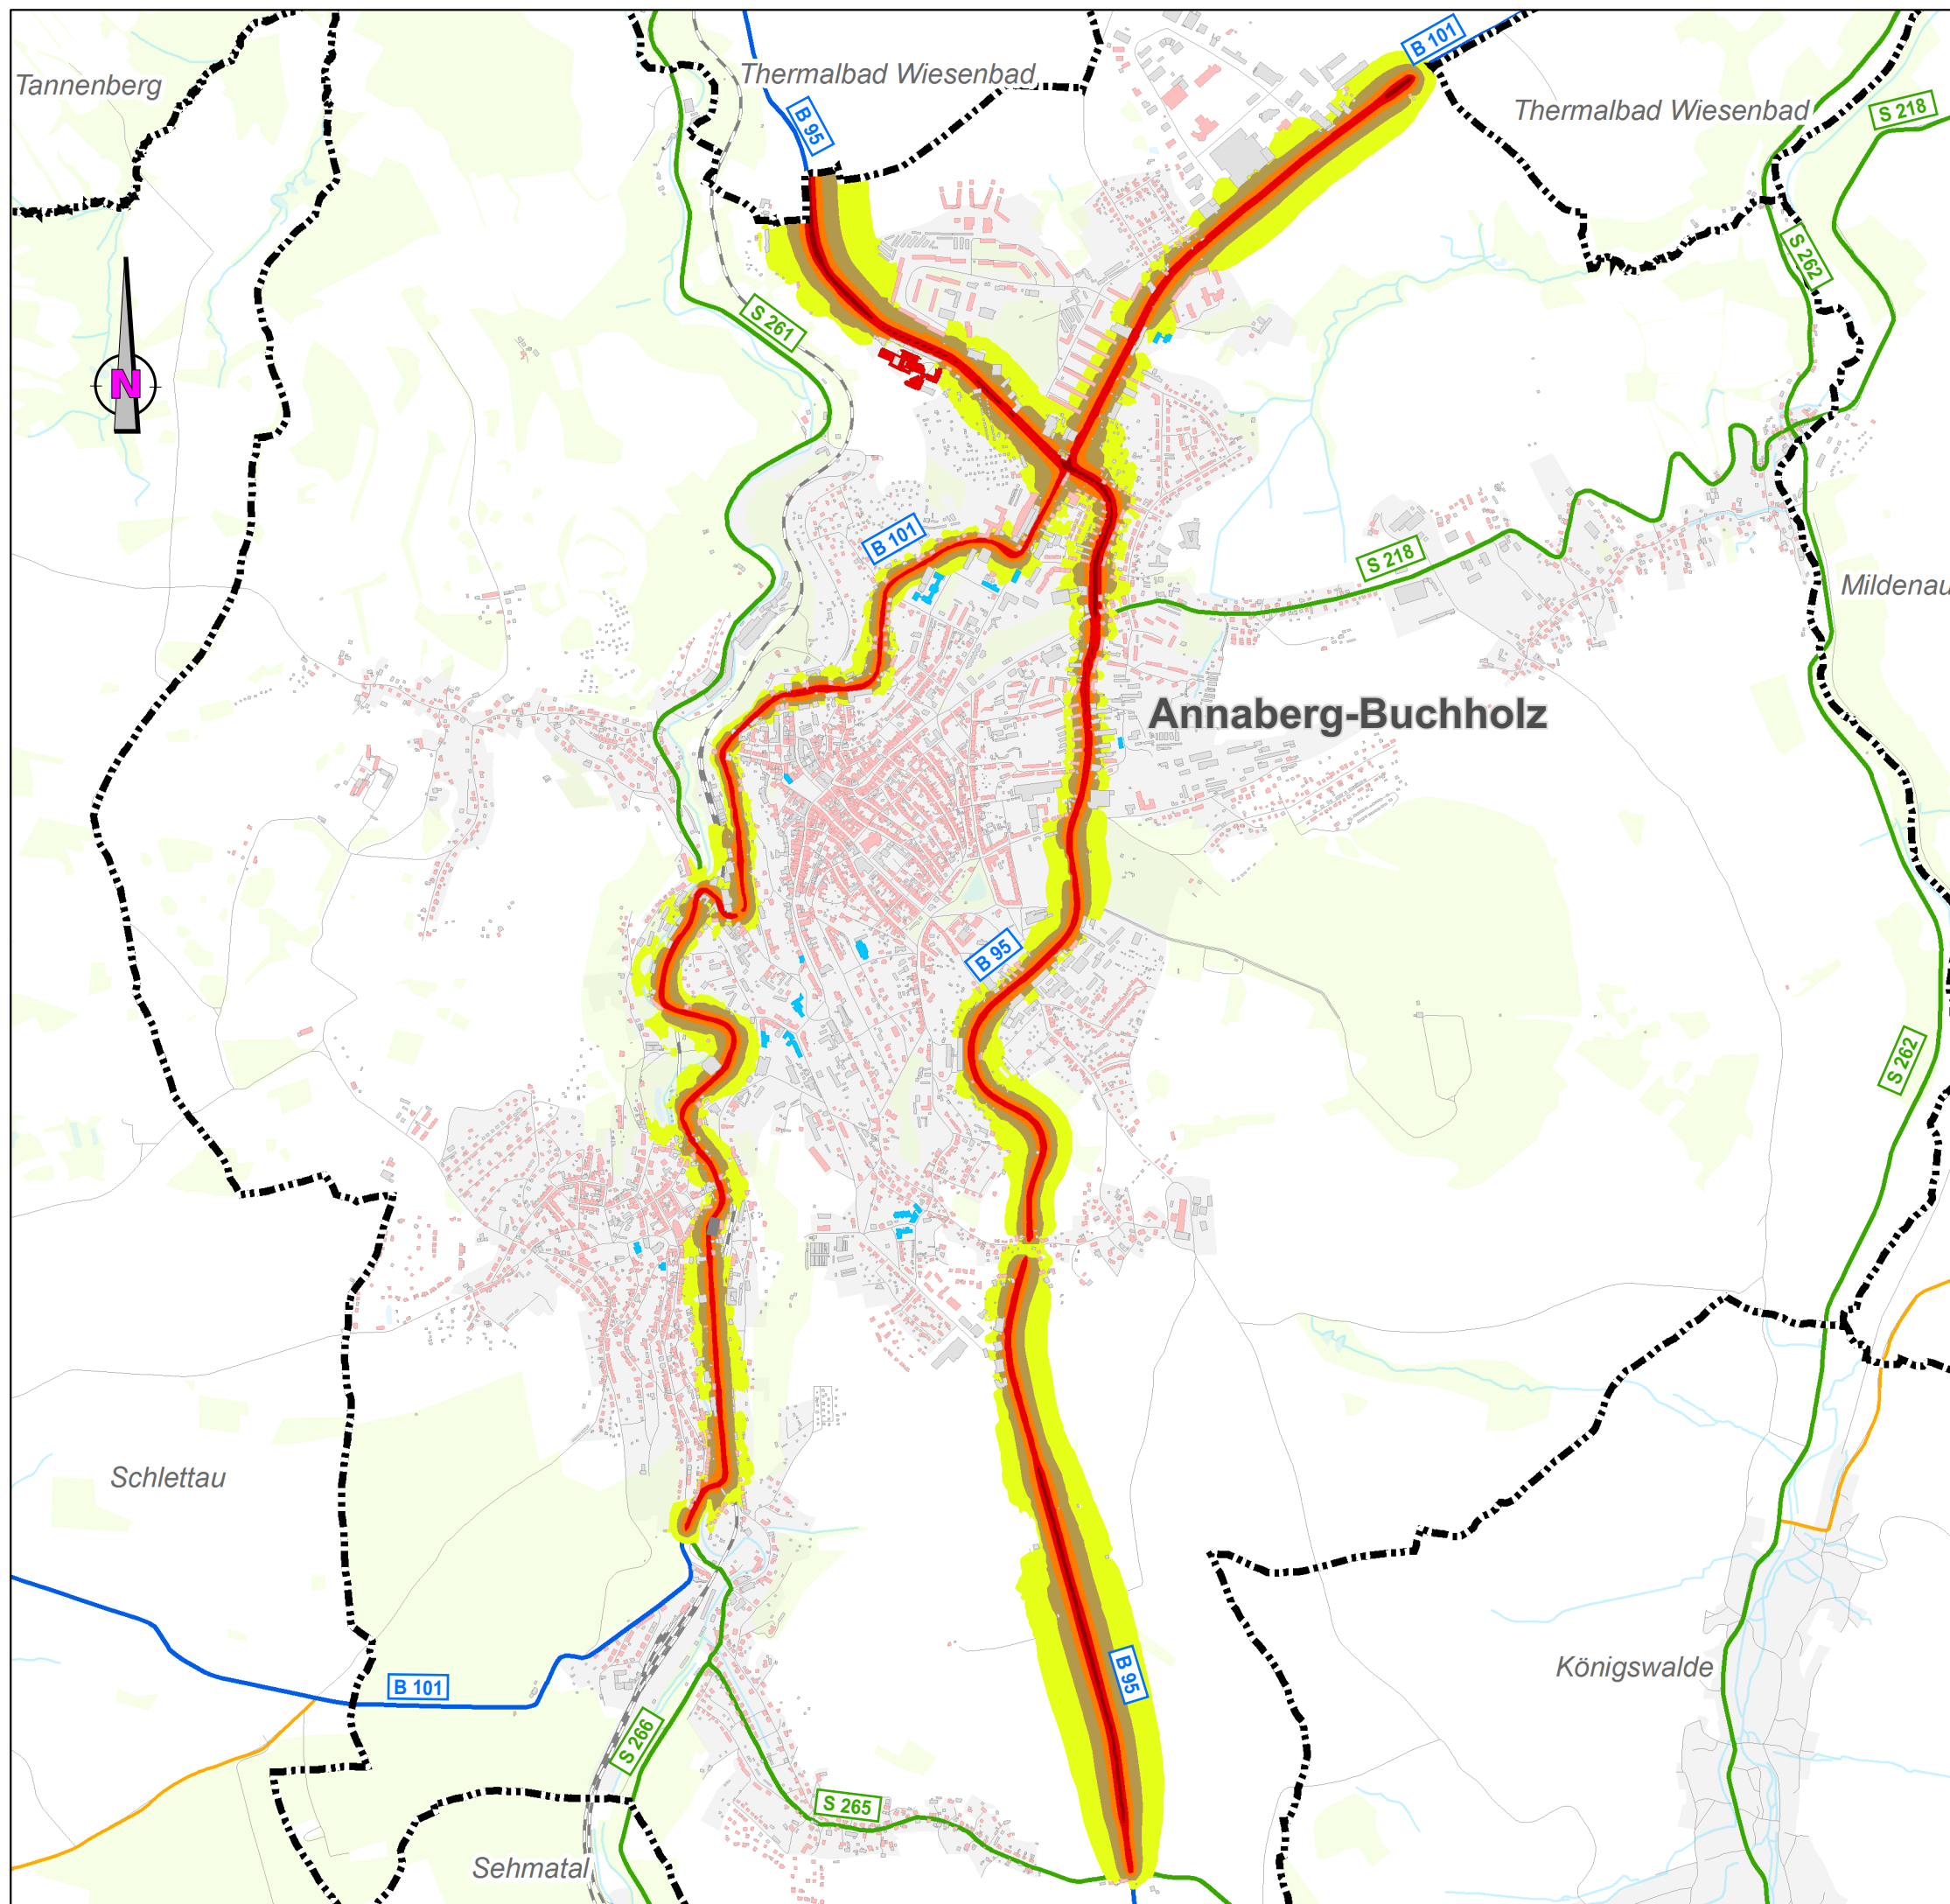 B 101
Thermalbad Wiesenbad
Tannenberg
Thermalbad Wiesenbad
S 218
B 95
S 262
S 261
N
B 101
S 218
Mildenau
Annaberg-Buchholz
B 95
S 262
Schlettau
Königswalde
B 95
B 101
S 266
S 265
Sehmatal